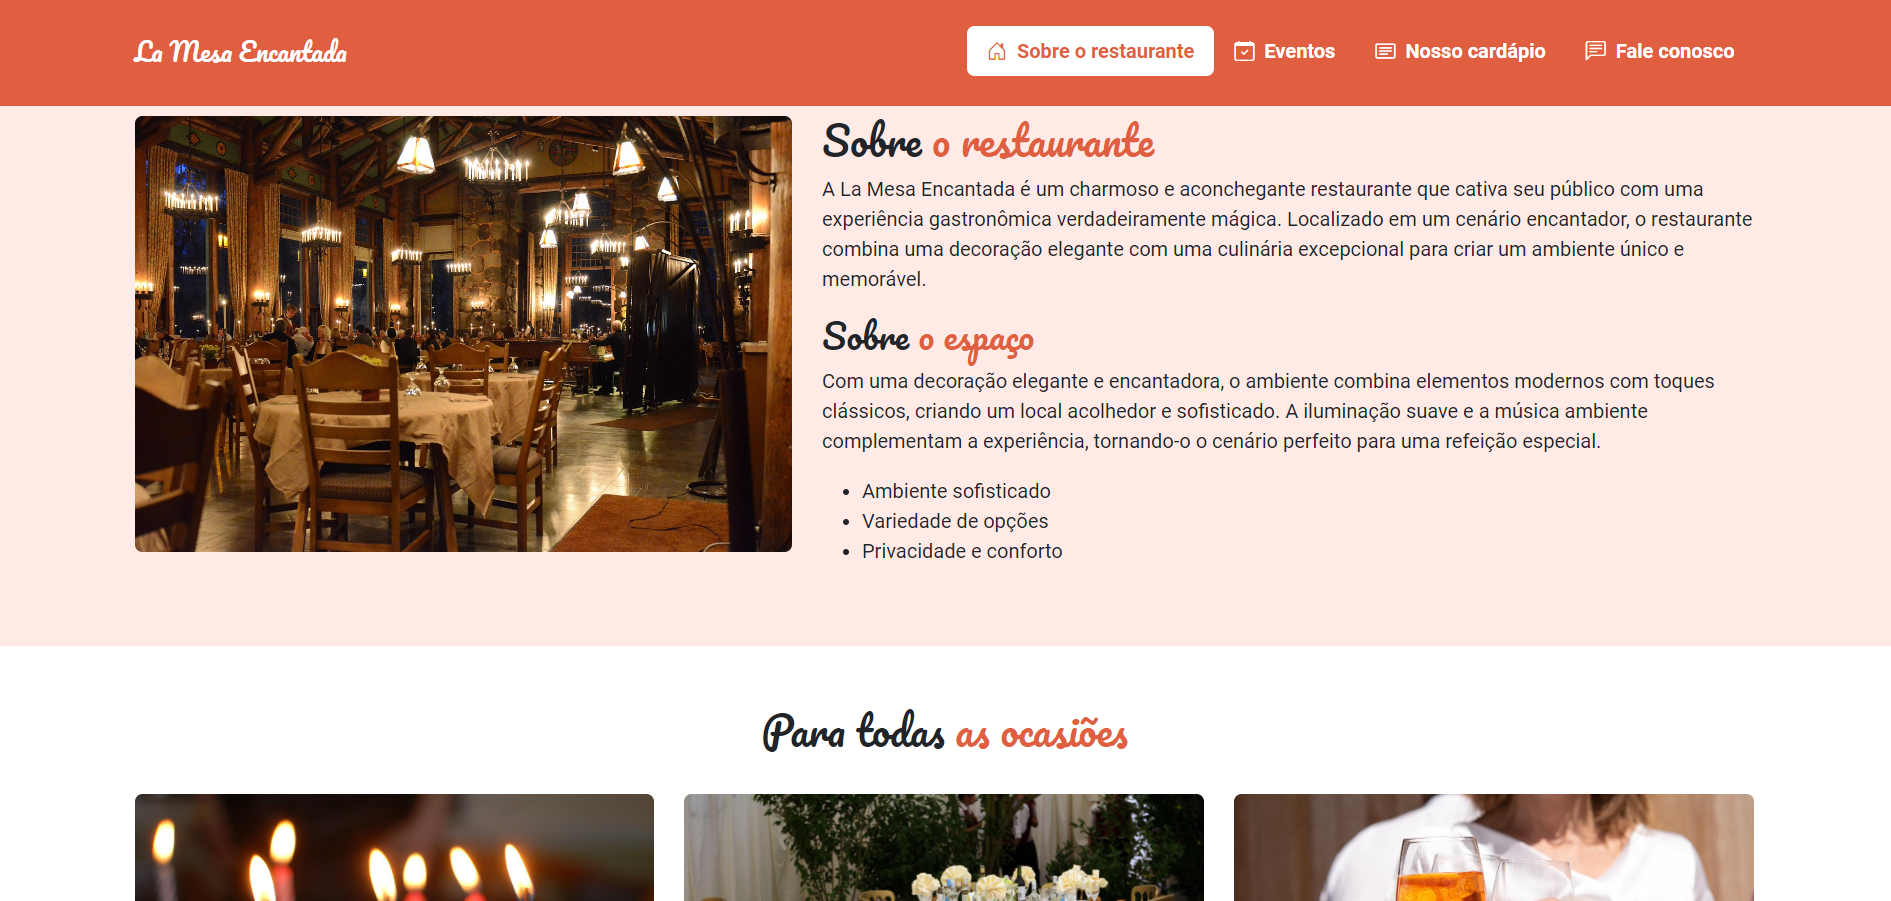 La Mesa Encantada
Sobre o restaurante
Eventos
Nosso cardápio
Fale conosco
Sobre o restaurante
A La Mesa Encantada é um charmoso e aconchegante restaurante que cativa seu público com uma
experiência gastronômica verdadeiramente mágica. Localizado em um cenário encantador, o restaurante
combina uma decoração elegante com uma culinária excepcional para criar um ambiente único e
memorável.
Sobre o espaço
Com uma decoração elegante e encantadora, o ambiente combina elementos modernos com toques
clássicos, criando um local acolhedor e sofisticado. A iluminação suave e a música ambiente
complementam a experiência, tornando-o o cenário perfeito para uma refeição especial.
• Ambiente sofisticado
• Variedade de opções
• Privacidade e conforto
Para todas as ocasiões